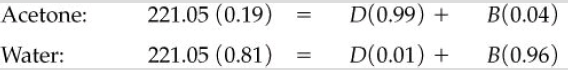 Acetone: 221.05 (0.19) = D(0.99) + B(0.04)
Water: 221.05 (0.81) = D(0.01) + B(0.96)